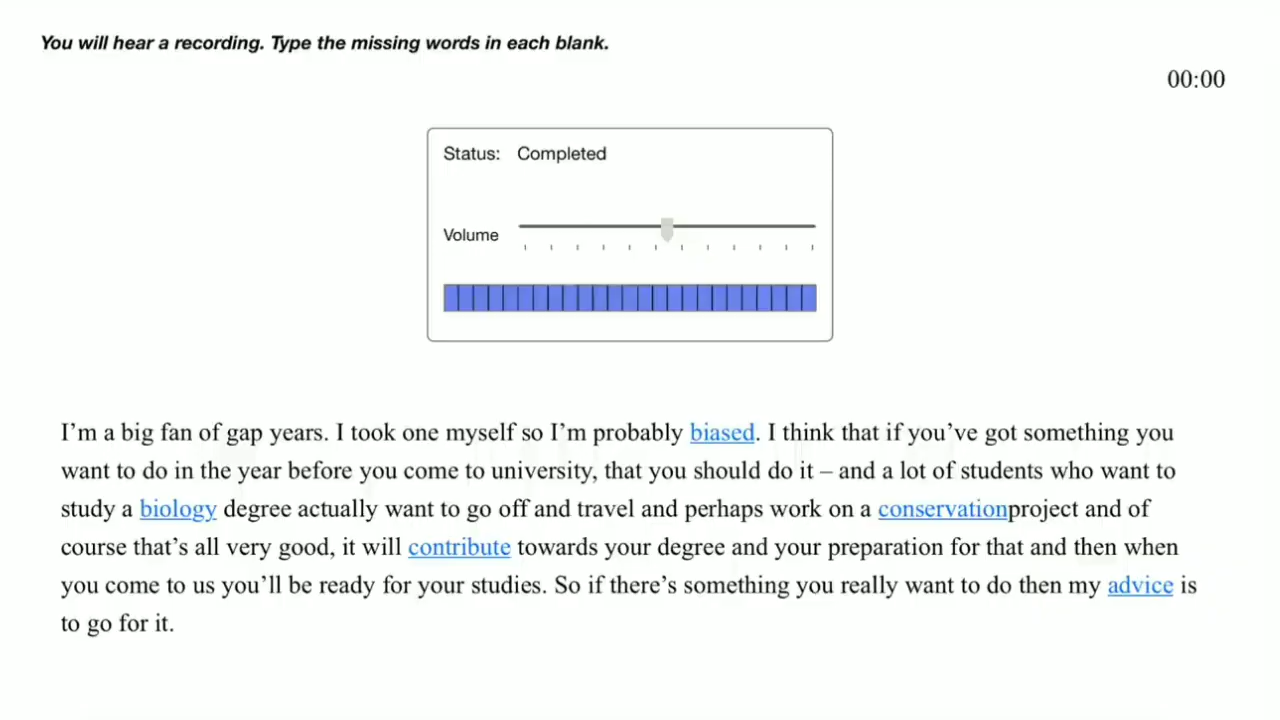 You will hear a recording. Type the missing words in each blank.
00:00
Status: Completed
Volume
I’m a big fan of gap years. I took one myself so I’m probably biased. I think that if you’ve got something you
want to do in the year before you come to university, that you should do it – and a lot of students who want to
study a biology degree actually want to go off and travel and perhaps work on a conservationproject and of
course that’s all very good, it will contribute towards your degree and your preparation for that and then when
you come to us you’ll be ready for your studies. So if there’s something you really want to do then my advice is
to go for it.